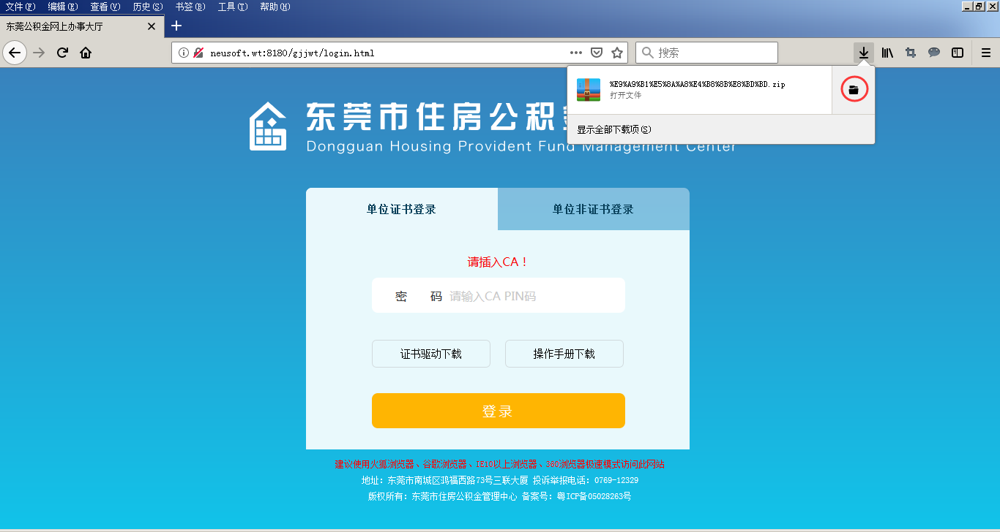 文件(F) 编辑(E) 查看(V) 历史(S) 书签(B) 工具(T) 帮助(H)
东莞公积金网上办事大厅
neusoft.wt:8180/gjjwt/login.html
搜索
%E9%A9%B1%E5%8A%A8%E4%B8%8B%E8%BD%BD.zip
打开文件
显示全部下载项(S)
东莞市住房公积
Dongguan Housing Provident Fund Management Center
单位证书登录 单位非证书登录
请插入CA！
密 码 请输入CA PIN码
证书驱动下载 操作手册下载
登录
建议使用火狐浏览器、谷歌浏览器、IE10以上浏览器、360浏览器极速模式访问此网站
地址：东莞市南城区鸿福西路73号三联大厦 投诉举报电话：0769-12329
版权所有：东莞市住房公积金管理中心 备案号：粤ICP备05028263号